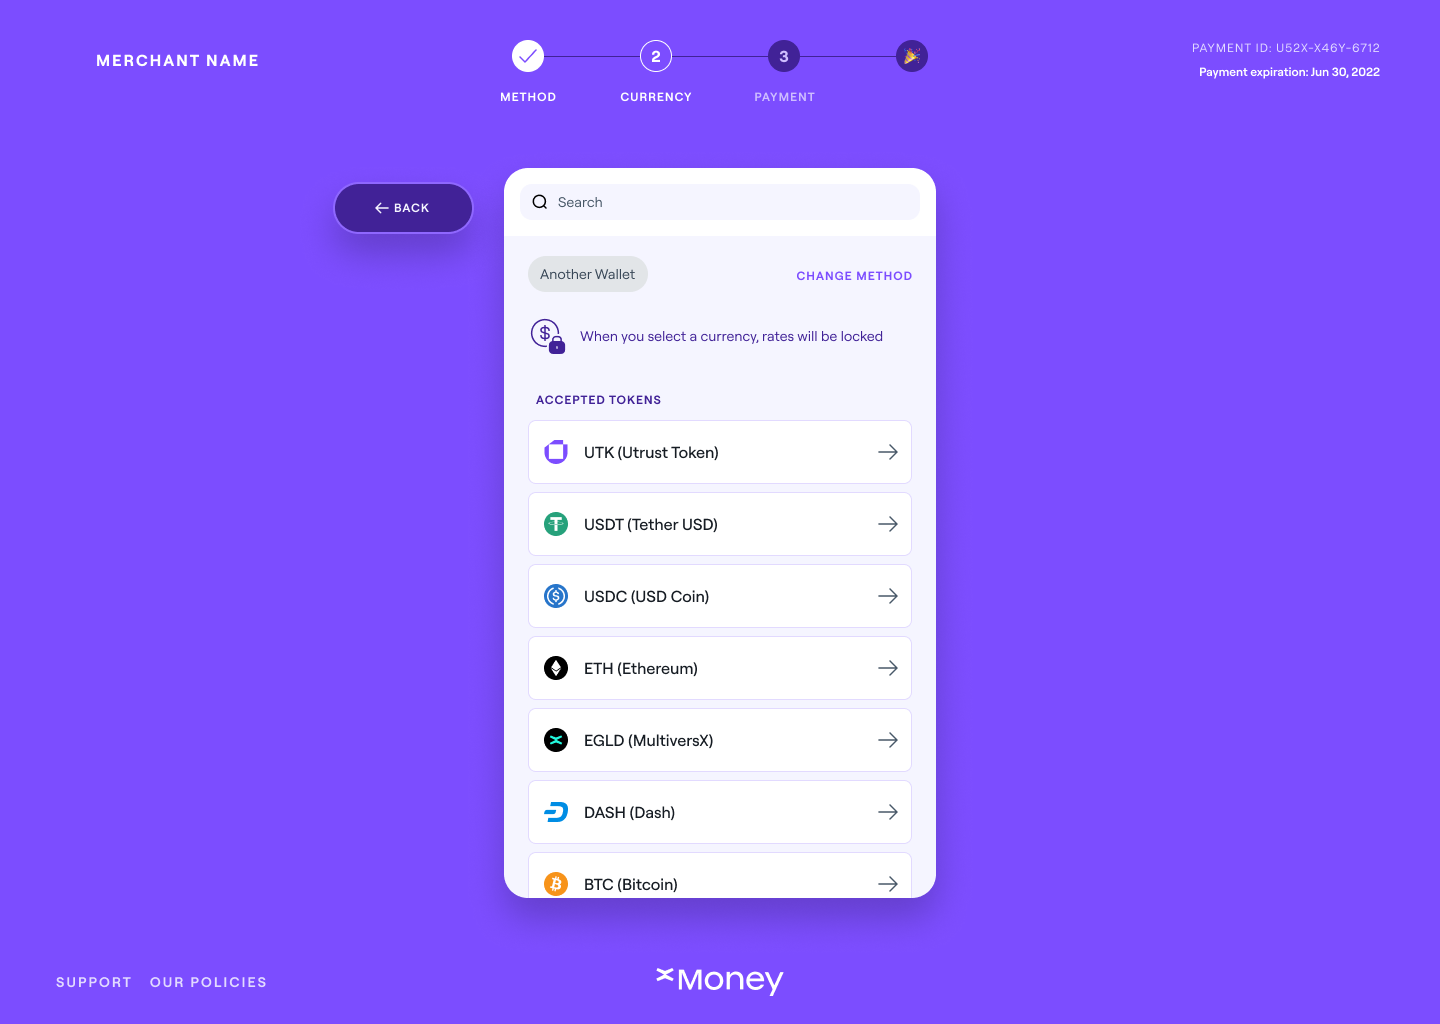 MERCHANT NAME
2
3
METHOD
CURRENCY
PAYMENT
PAYMENT ID: U52X-X46Y-6712
Payment expiration: Jun 30, 2022
BACK
Search
Another Wallet
CHANGE METHOD
$
When you select a currency, rates will be locked
ACCEPTED TOKENS
UTK (Utrust Token)
USDT (Tether USD)
USDC (USD Coin)
ETH (Ethereum)
EGLD (MultiversX)
DASH (Dash)
BTC (Bitcoin)
SUPPORT
OUR POLICIES
xMoney